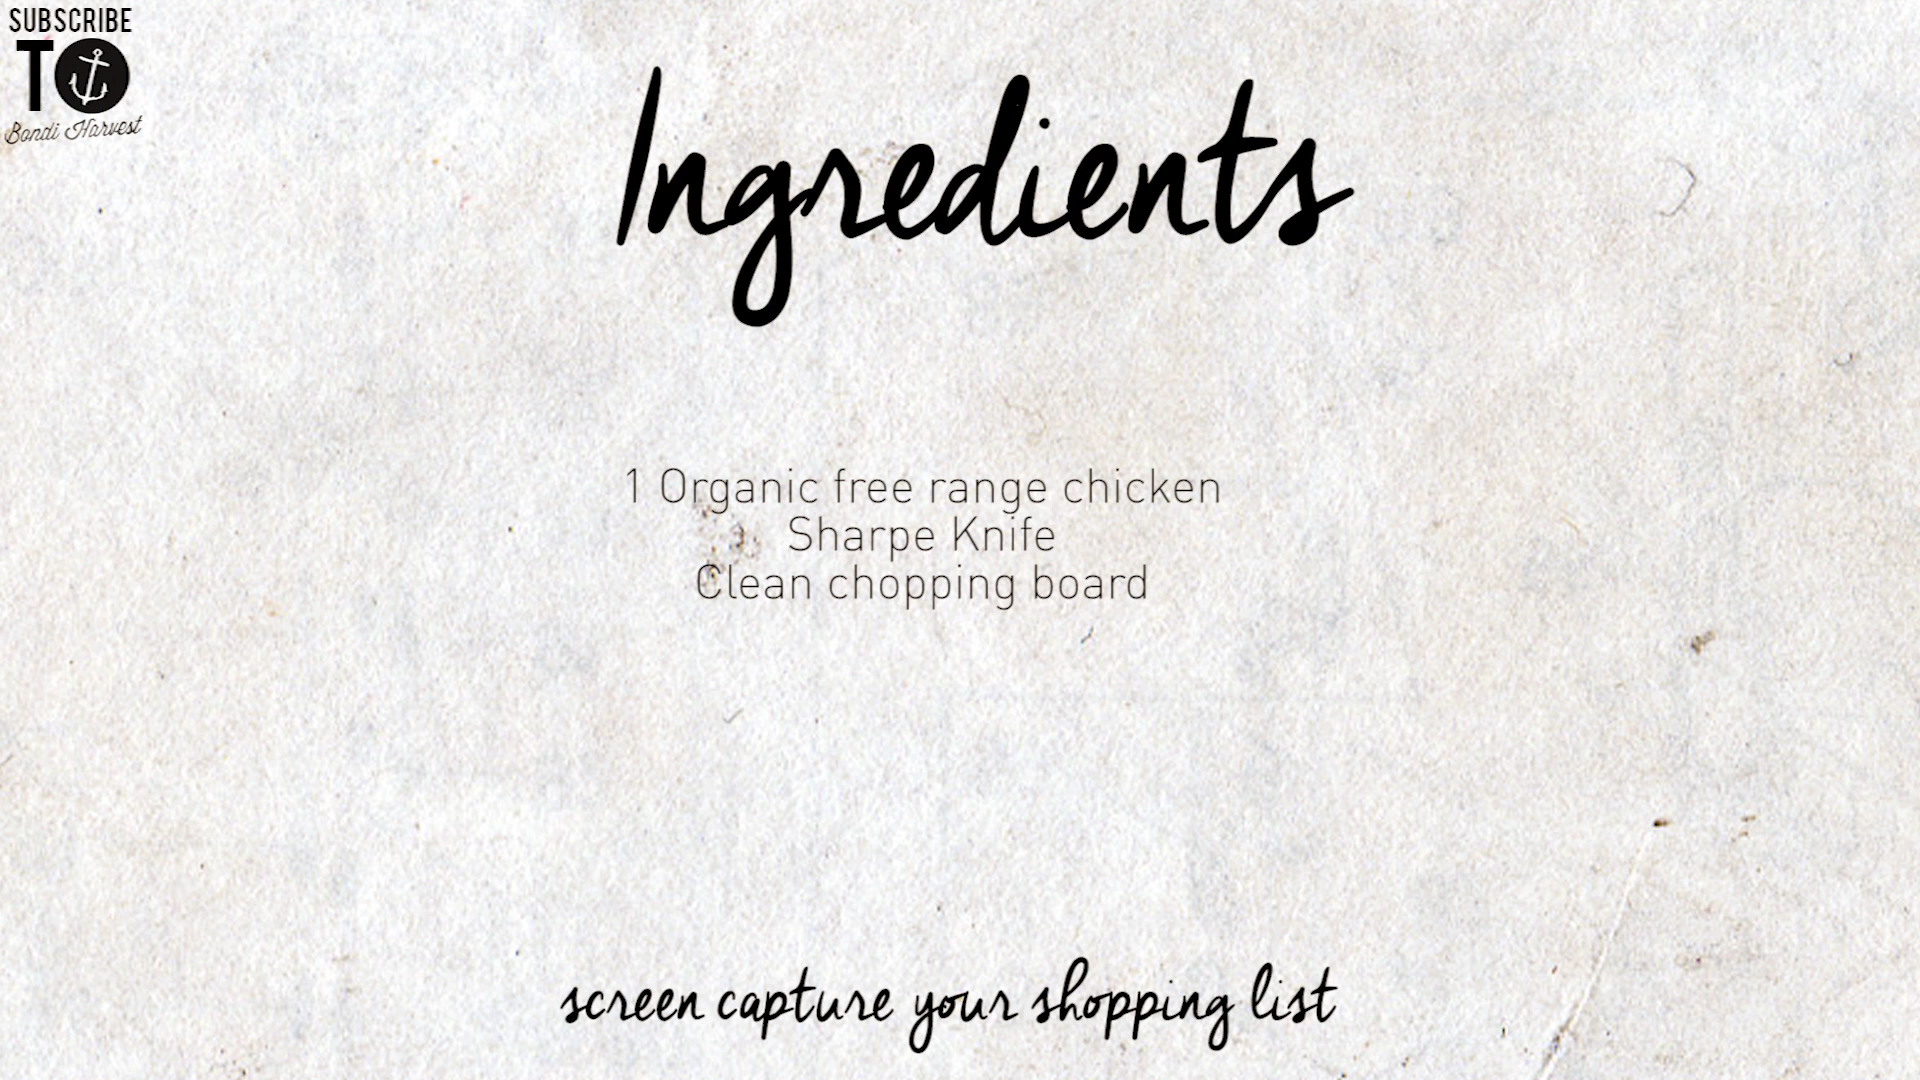 SUBSCRIBE
TO
Bondi Harvest
Ingredients
1 Organic free range chicken
Sharpe Knife
Clean chopping board
screen capture your shopping list